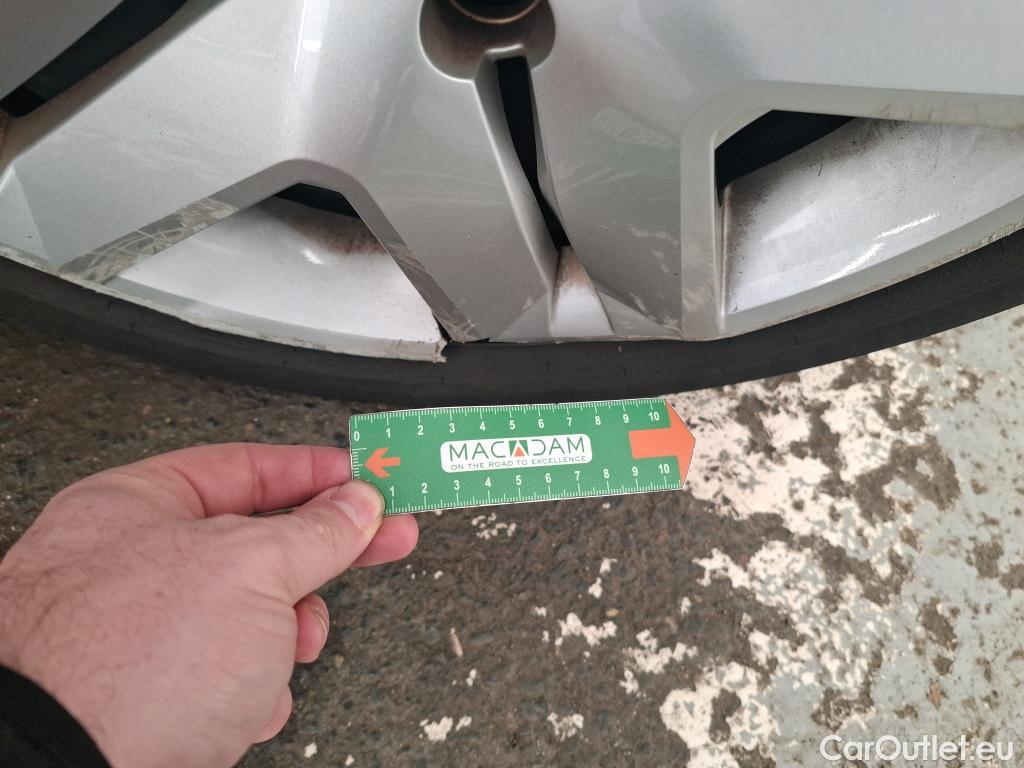 0 1 2 3 4 5 6 7 8 9 10
MACADAM
ON THE ROAD TO EXCELLENCE
1 2 3 4 5 6 7 8 9 10
CarOutlet.eu